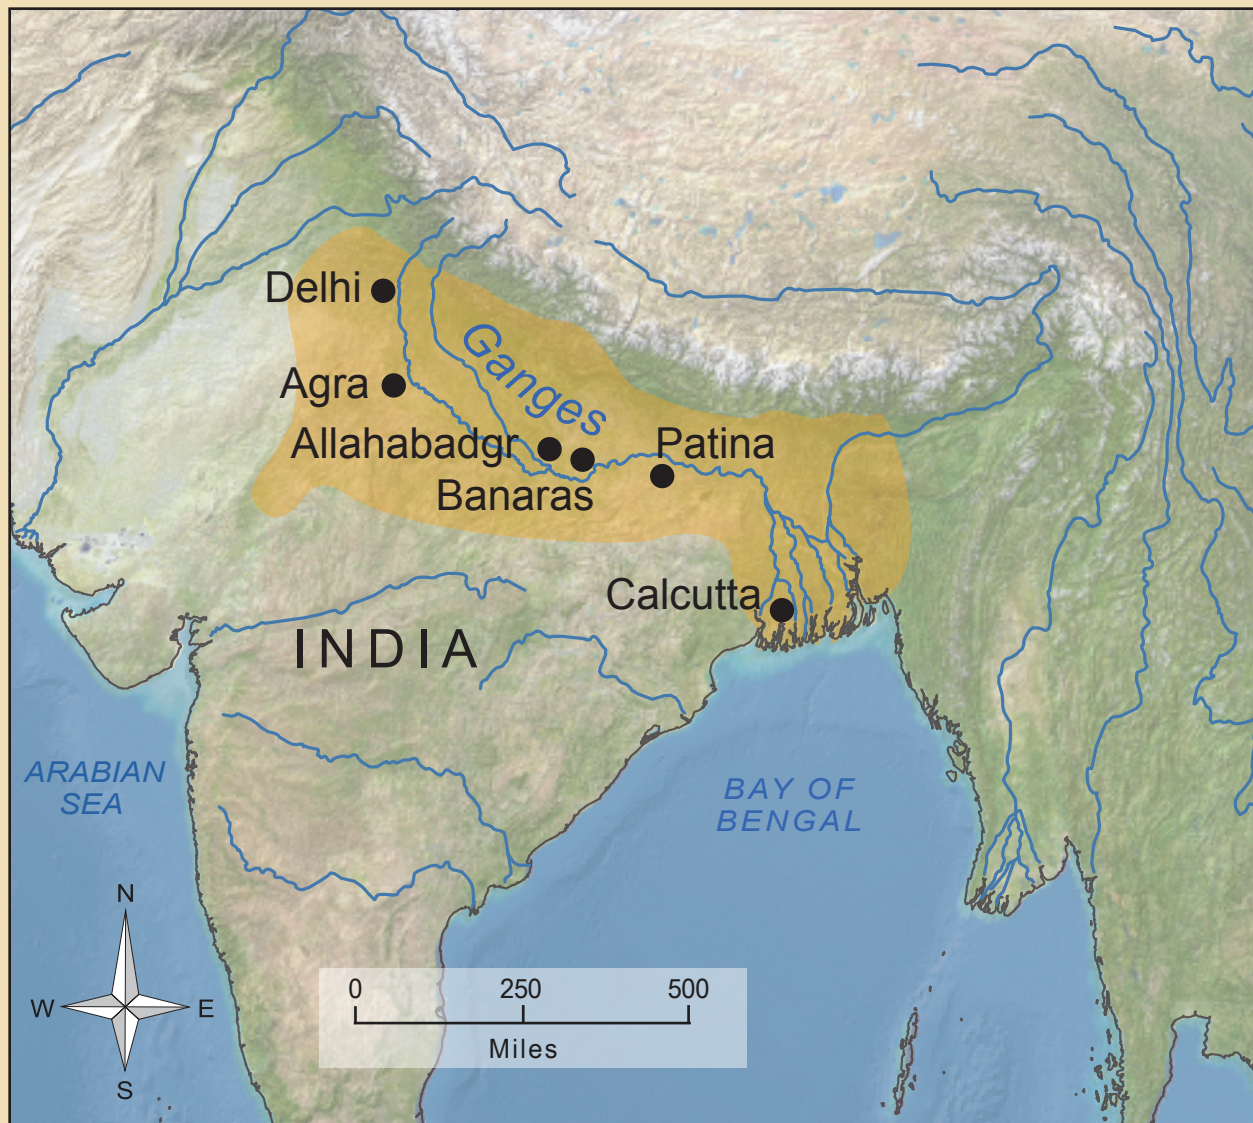 Delhi
Ganges
Agra
Allahabadgr
Patina
Banaras
Calcutta
INDIA
ARABIAN
SEA
BAY OF
BENGAL
N
W E
S
0 250 500
Miles